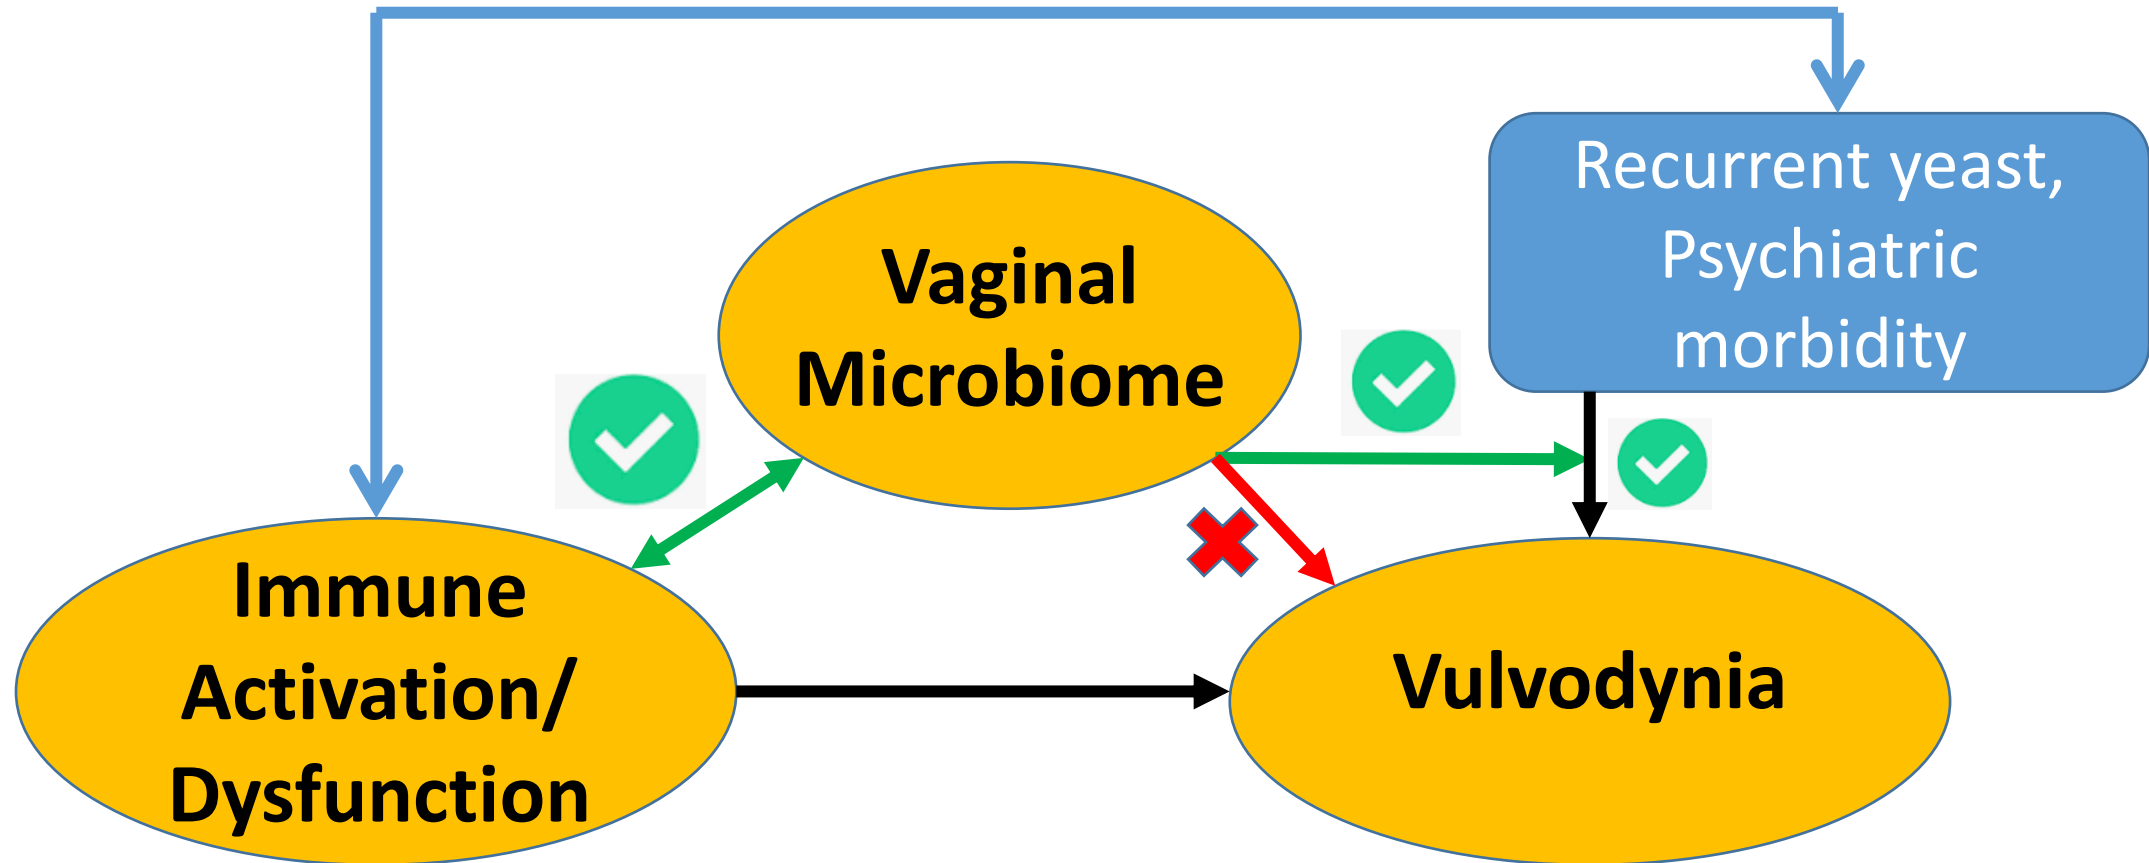 Recurrent yeast,
Psychiatric
morbidity
Vaginal
Microbiome
Immune
Activation/
Dysfunction
Vulvodynia